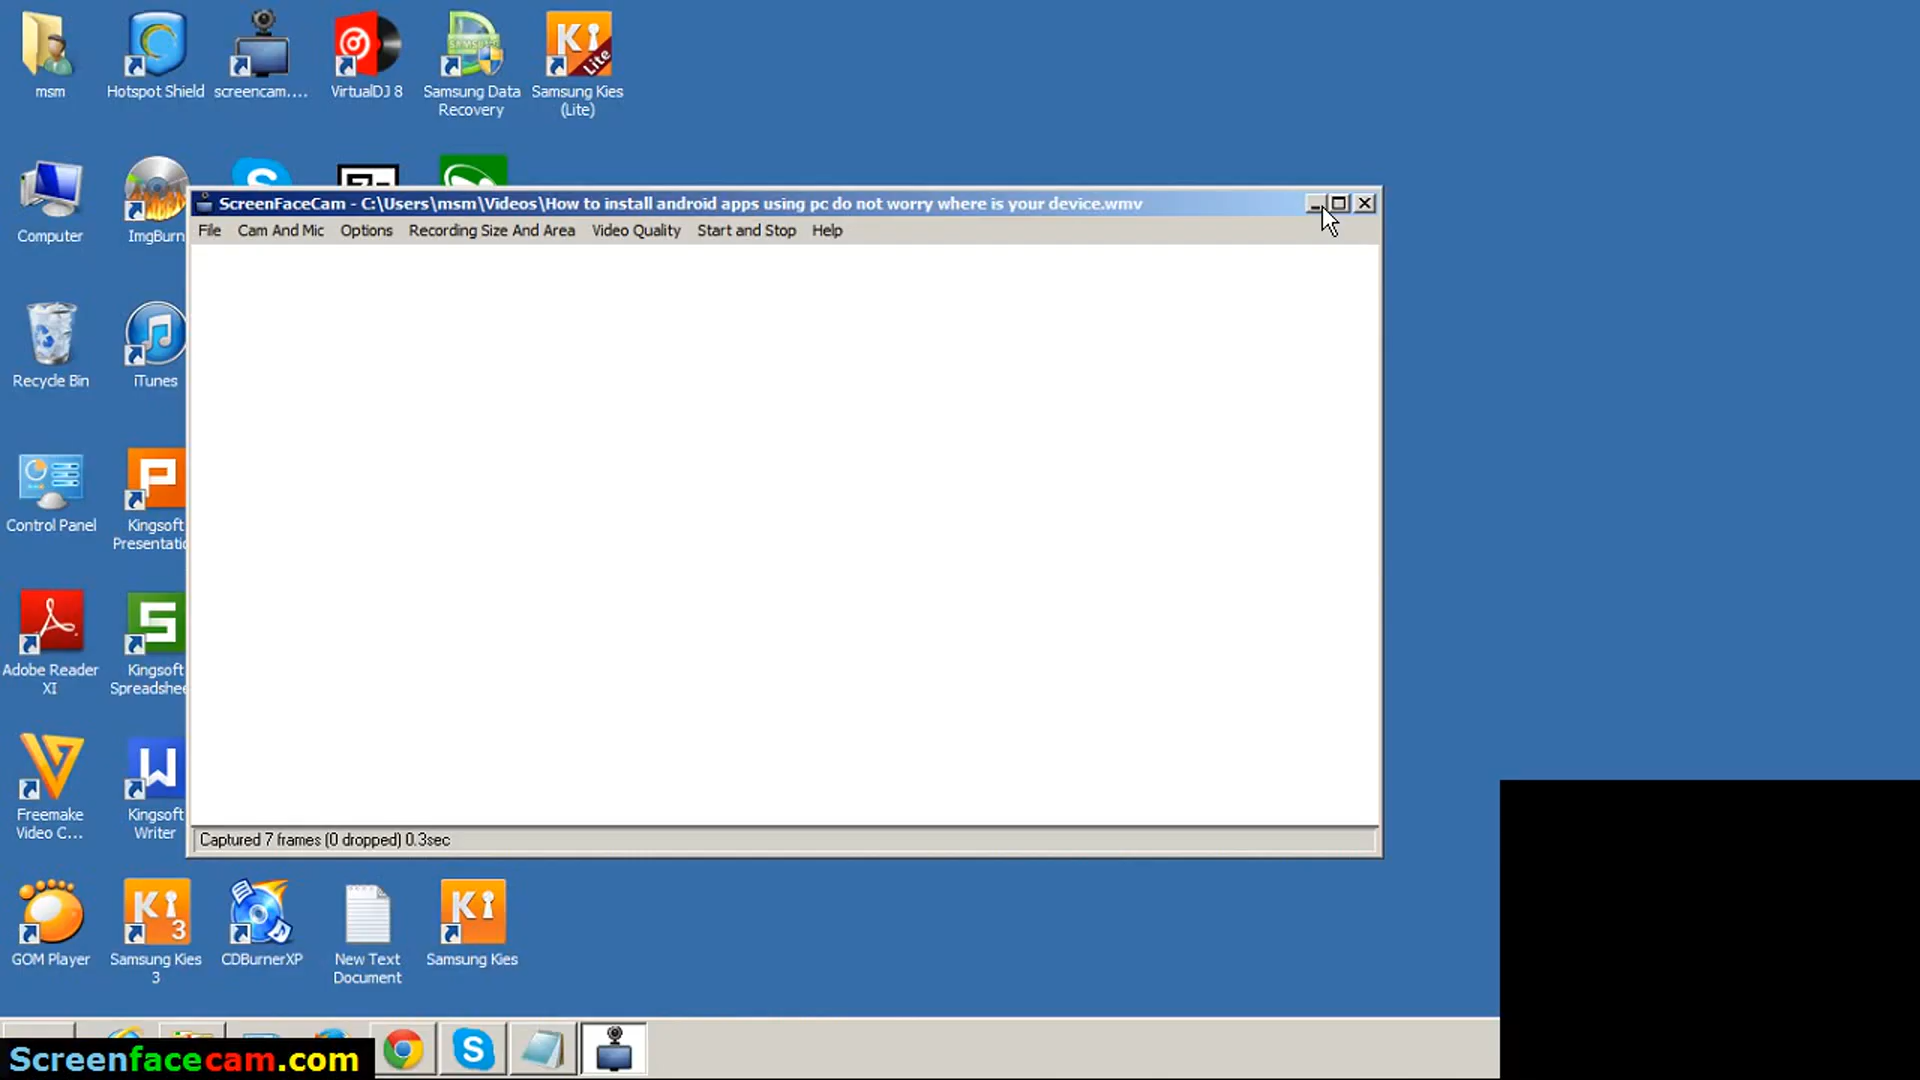 msm
Hotspot Shield
screencam....
VirtualDJ 8
Samsung Data
Recovery
Samsung Kies
(Lite)
Computer
ImgBurn
ScreenFaceCam - C:\Users\msm\Videos\How to install android apps using pc do not worry where is your device.wmv
File Cam And Mic Options Recording Size And Area Video Quality Start and Stop Help
Recycle Bin
iTunes
Control Panel
Kingsoft
Presentatio
Adobe Reader
XI
Kingsoft
Spreadshee
Freemake
Video C...
Kingsoft
Writer
Captured 7 frames (0 dropped) 0.3sec
GOM Player
Samsung Kies
3
CDBurnerXP
New Text
Document
Samsung Kies
Screenfacecam.com